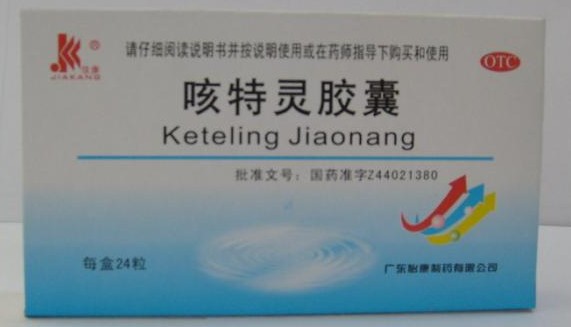 请仔细阅读说明书并按说明使用或在药师指导下购买和使用
®
JIAKANG
OTC
咳特灵胶囊
Keteling Jiaonang
批准文号：国药准字Z44021380
每盒24粒
广东怡康制药有限公司